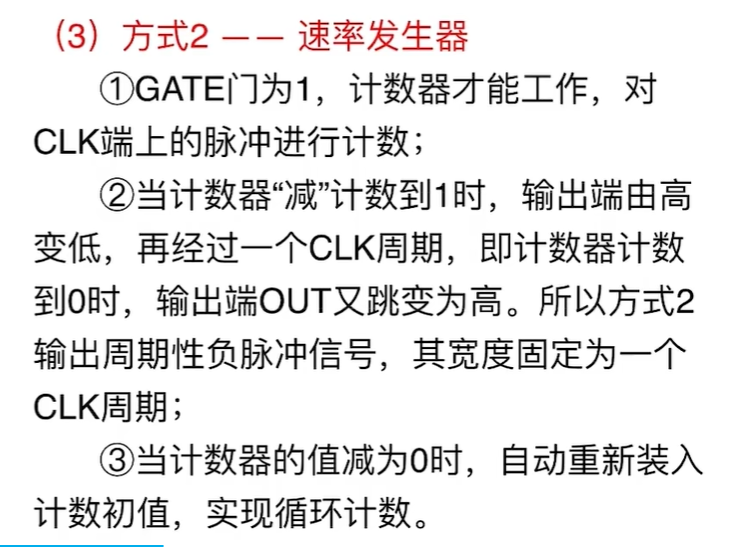 （3）方式2 —— 速率发生器
①GATE门为1，计数器才能工作，对
CLK端上的脉冲进行计数；
②当计数器“减”计数到1时，输出端由高
变低，再经过一个CLK周期，即计数器计数
到0时，输出端OUT又跳变为高。所以方式2
输出周期性负脉冲信号，其宽度固定为一个
CLK周期；
③当计数器的值减为0时，自动重新装入
计数初值，实现循环计数。